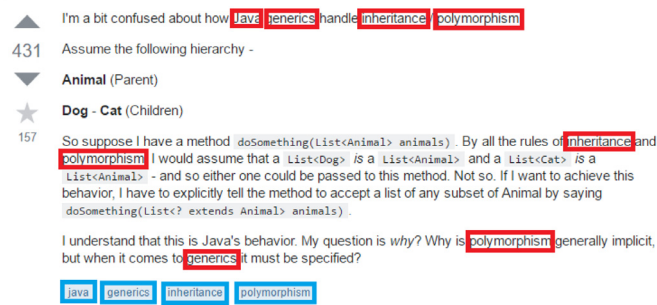 I'm a bit confused about how Java generics handle inheritance / polymorphism.
431
Assume the following hierarchy -
Animal (Parent)
Dog - Cat (Children)
157
So suppose I have a method doSomething(List<Animal> animals). By all the rules of inheritance and
polymorphism, I would assume that a List<Dog> is a List<Animal> and a List<Cat> is a
List<Animal> - and so either one could be passed to this method. Not so. If I want to achieve this
behavior, I have to explicitly tell the method to accept a list of any subset of Animal by saying
doSomething(List<? extends Animal> animals).
I understand that this is Java's behavior. My question is why? Why is polymorphism generally implicit,
but when it comes to generics it must be specified?
java generics inheritance polymorphism